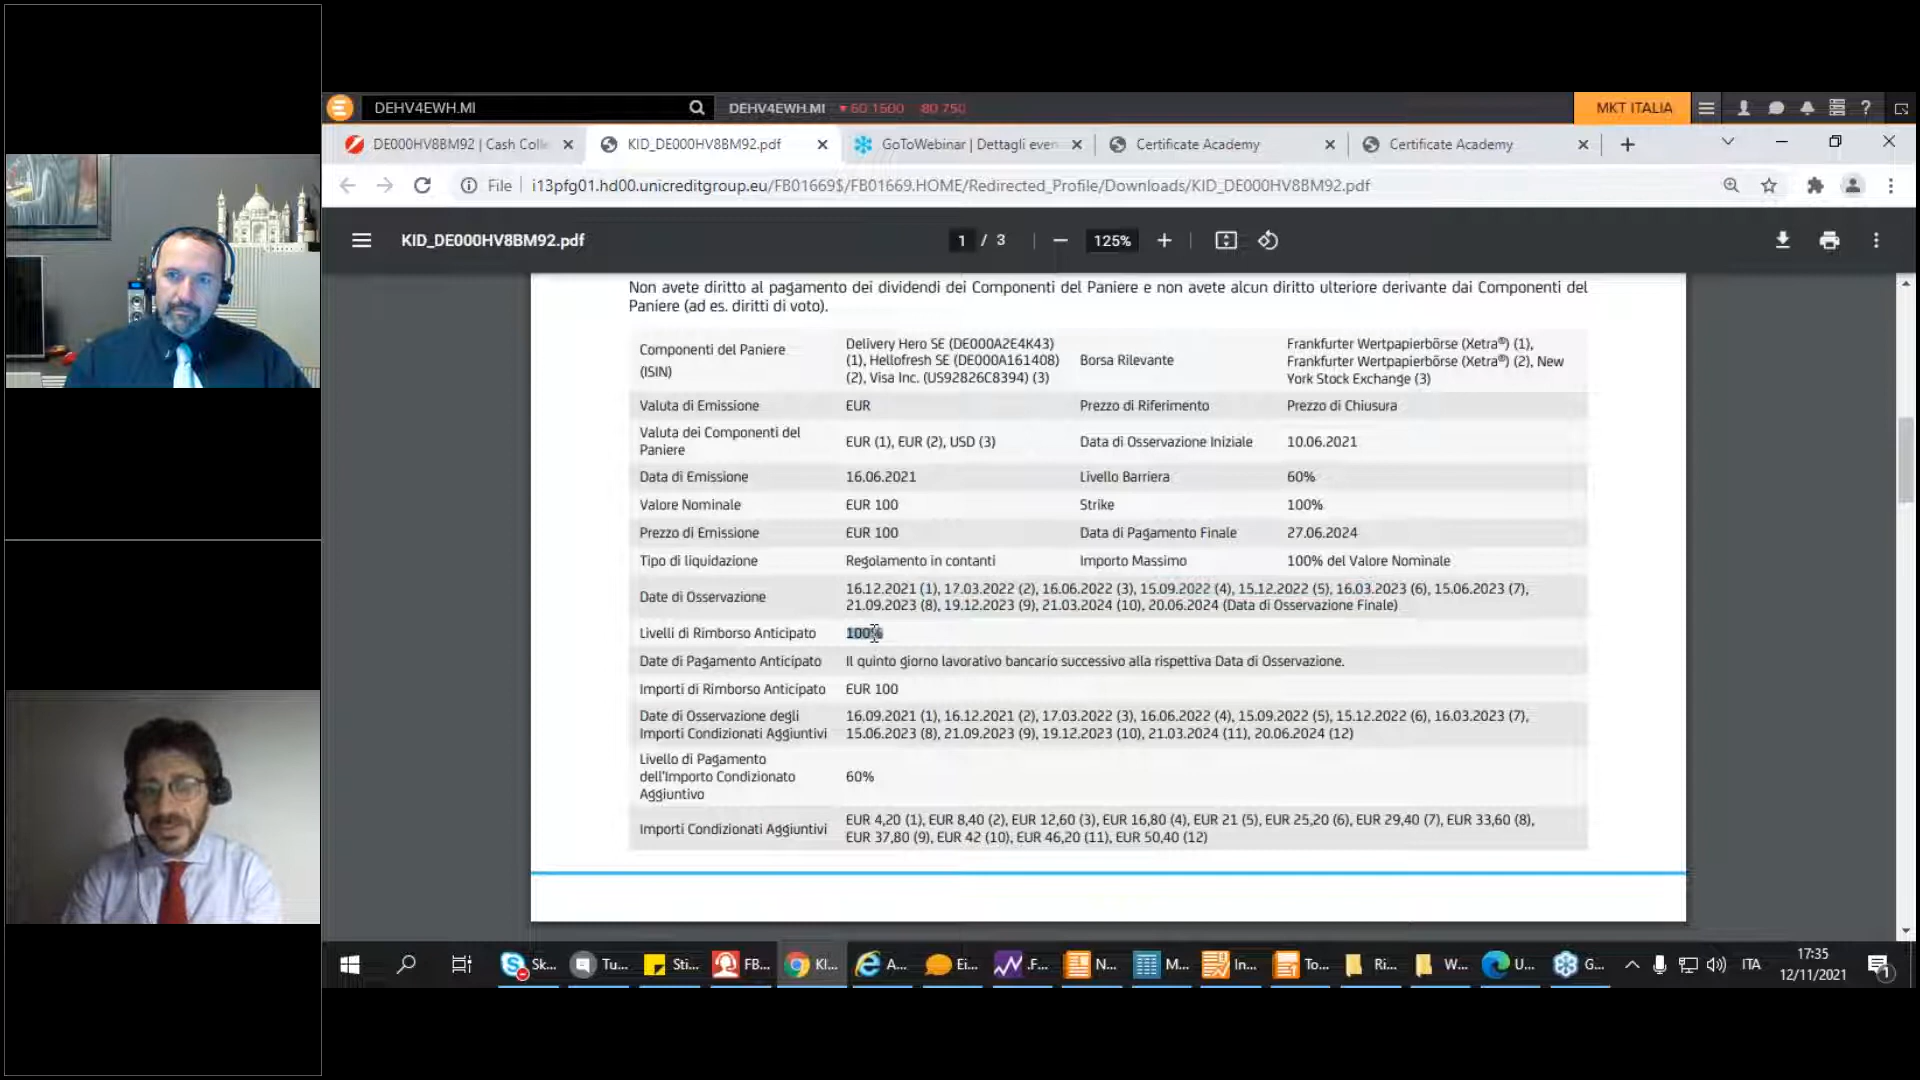 DEHV4EWH.MI
DEHV4EWH.MI
MKT ITALIA
?
DE000HV8BM92 | Cash Colle
KID_DE000HV8BM92.pdf
GoToWebinar | Dettagli even
Certificate Academy
Certificate Academy
File
i13pfg01.hd00.unicreditgroup.eu/FB01669$/FB01669.HOME/Redirected_Profile/Downloads/KID_DE000HV8BM92.pdf
KID_DE000HV8BM92.pdf
1 / 3
125%
Non avete diritto al pagamento dei dividendi dei Componenti del Paniere e non avete alcun diritto ulteriore derivante dai Componenti del
Paniere (ad es. diritti di voto).
Componenti del Paniere
(ISIN)
Delivery Hero SE (DE000A2E4K43)
(1), Hellofresh SE (DE000A161408)
(2), Visa Inc. (US92826C8394) (3)
Borsa Rilevante
Frankfurter Wertpapierbörse (Xetra®) (1),
Frankfurter Wertpapierbörse (Xetra®) (2), New
York Stock Exchange (3)
Valuta di Emissione
EUR
Prezzo di Riferimento
Prezzo di Chiusura
Valuta dei Componenti del
Paniere
EUR (1), EUR (2), USD (3)
Data di Osservazione Iniziale
10.06.2021
Data di Emissione
16.06.2021
Livello Barriera
60%
Valore Nominale
EUR 100
Strike
100%
Prezzo di Emissione
EUR 100
Data di Pagamento Finale
27.06.2024
Tipo di liquidazione
Regolamento in contanti
Importo Massimo
100% del Valore Nominale
Date di Osservazione
16.12.2021 (1), 17.03.2022 (2), 16.06.2022 (3), 15.09.2022 (4), 15.12.2022 (5), 16.03.2023 (6), 15.06.2023 (7),
21.09.2023 (8), 19.12.2023 (9), 21.03.2024 (10), 20.06.2024 (Data di Osservazione Finale)
Livelli di Rimborso Anticipato
100%
Date di Pagamento Anticipato
Il quinto giorno lavorativo bancario successivo alla rispettiva Data di Osservazione.
Importi di Rimborso Anticipato
EUR 100
Date di Osservazione degli
Importi Condizionati Aggiuntivi
16.09.2021 (1), 16.12.2021 (2), 17.03.2022 (3), 16.06.2022 (4), 15.09.2022 (5), 15.12.2022 (6), 16.03.2023 (7),
15.06.2023 (8), 21.09.2023 (9), 19.12.2023 (10), 21.03.2024 (11), 20.06.2024 (12)
Livello di Pagamento
dell'Importo Condizionato
Aggiuntivo
60%
Importi Condizionati Aggiuntivi
EUR 4,20 (1), EUR 8,40 (2), EUR 12,60 (3), EUR 16,80 (4), EUR 21 (5), EUR 25,20 (6), EUR 29,40 (7), EUR 33,60 (8),
EUR 37,80 (9), EUR 42 (10), EUR 46,20 (11), EUR 50,40 (12)
Sk...
Tu...
Sti...
FB...
Kl...
A...
Ei...
.F...
N...
M...
In...
To...
Ri...
W...
U...
G...
ITA
17:35
12/11/2021
1